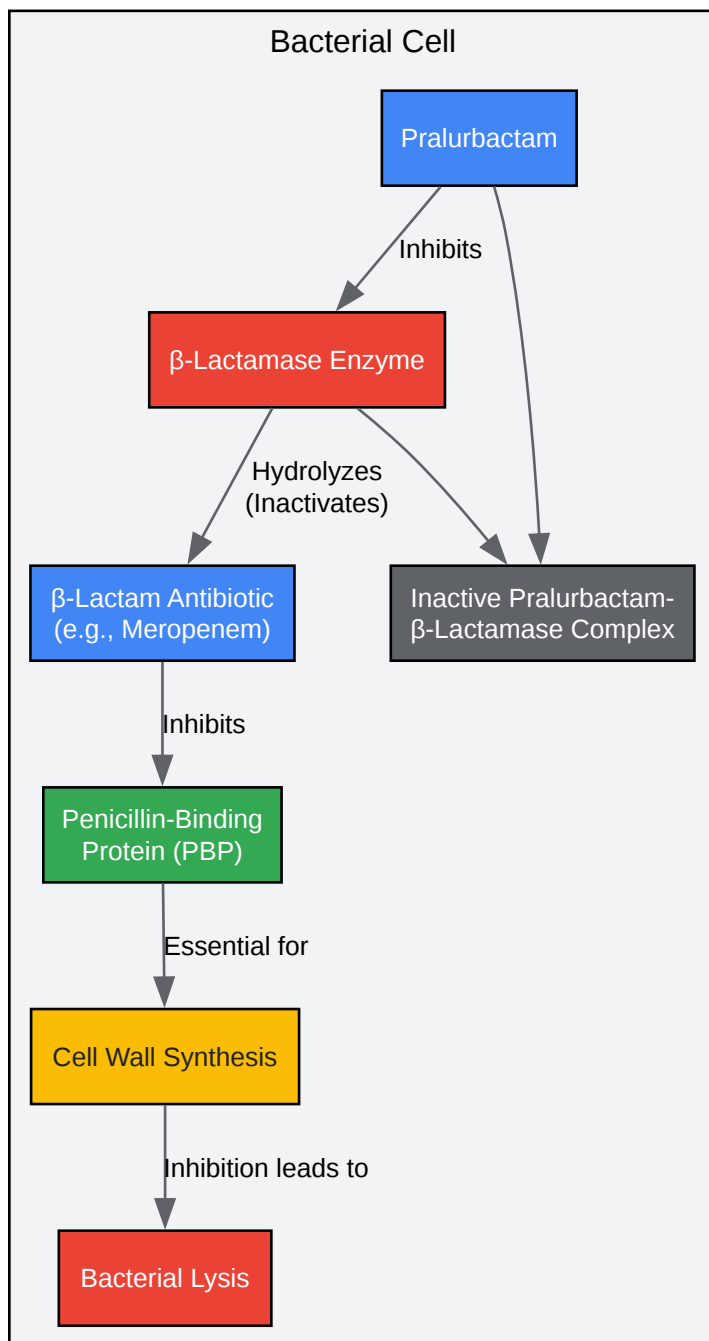 Bacterial Cell
Pralurbactam
Inhibits
β-Lactamase Enzyme
Hydrolyzes
(Inactivates)
β-Lactam Antibiotic
(e.g., Meropenem)
Inactive Pralurbactam-
β-Lactamase Complex
Inhibits
Penicillin-Binding
Protein (PBP)
Essential for
Cell Wall Synthesis
Inhibition leads to
Bacterial Lysis